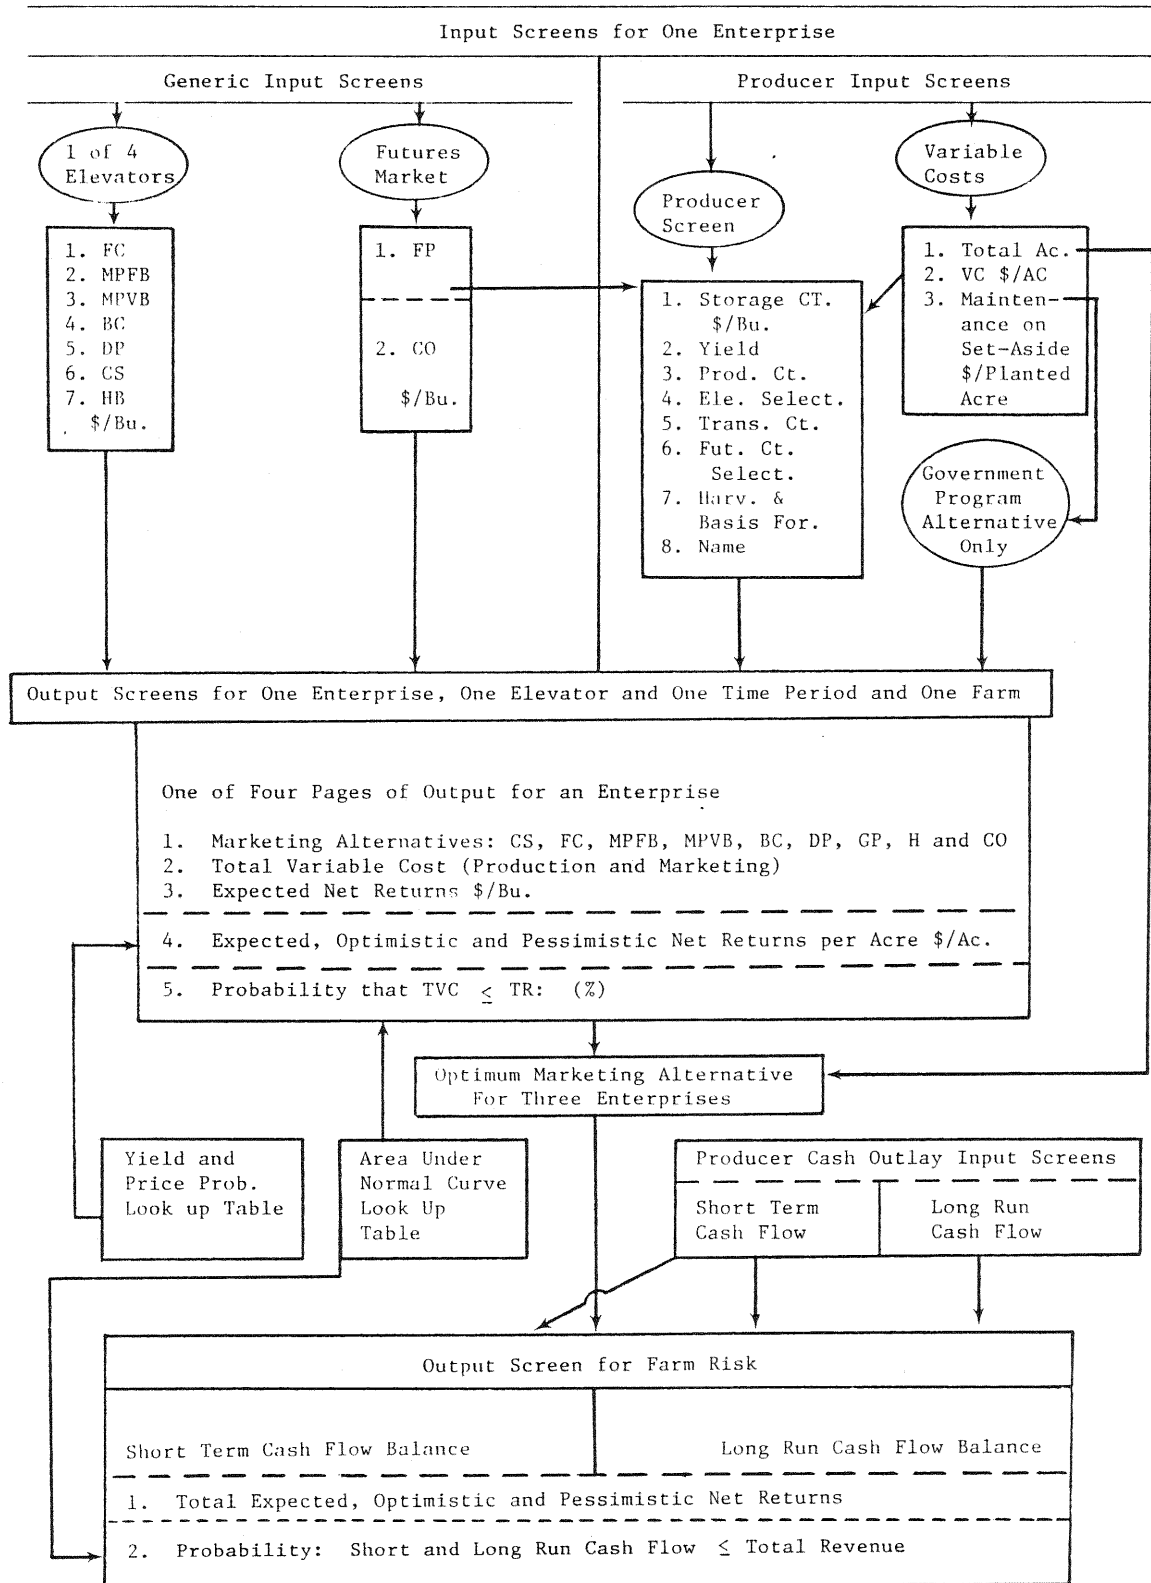 Input Screens for One Enterprise
Generic Input Screens
Producer Input Screens
1 of 4
Elevators
Futures
Market
Producer
Screen
Variable
Costs
1. FC
2. MPFB
3. MPVB
4. BC
5. DP
6. CS
7. HB
$/Bu.
1. FP
2. CO
$/Bu.
1. Storage CT.
$/Bu.
2. Yield
3. Prod. Ct.
4. Ele. Select.
5. Trans. Ct.
6. Fut. Ct.
Select.
7. Harv. &
Basis For.
8. Name
1. Total Ac.
2. VC $/AC
3. Mainten-
ance on
Set-Aside
$/Planted
Acre
Government
Program
Alternative
Only
Output Screens for One Enterprise, One Elevator and One Time Period and One Farm
One of Four Pages of Output for an Enterprise
1. Marketing Alternatives: CS, FC, MPFB, MPVB, BC, DP, GP, H and CO
2. Total Variable Cost (Production and Marketing)
3. Expected Net Returns $/Bu.
4. Expected, Optimistic and Pessimistic Net Returns per Acre $/Ac.
5. Probability that TVC ≤ TR: (%)
Optimum Marketing Alternative
For Three Enterprises
Yield and
Price Prob.
Look up Table
Area Under
Normal Curve
Look Up
Table
Producer Cash Outlay Input Screens
Short Term
Cash Flow
Long Run
Cash Flow
Output Screen for Farm Risk
Short Term Cash Flow Balance
Long Run Cash Flow Balance
1. Total Expected, Optimistic and Pessimistic Net Returns
2. Probability: Short and Long Run Cash Flow ≤ Total Revenue